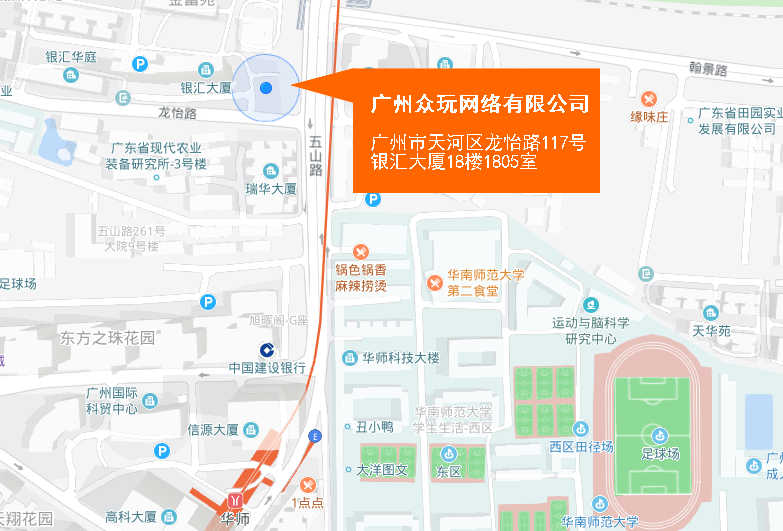 金富苑
银汇华庭
翰景路
银汇大厦
业
龙怡路
广州众玩网络有限公司
广州市天河区龙怡路117号
银汇大厦18楼1805室
缘味庄
广东省田园实业
发展有限公司
五山路
广东省现代农业
装备研究所-3号楼
瑞华大厦
五山路261号
大院9号楼
锅色锅香
麻辣捞烫
华南师范大学
第二食堂
足球场
运动与脑科学
研究中心
天华苑
旭晖阁-G座
东方之珠花园
中国建设银行
华师科技大楼
广州国际
科贸中心
华南师范大学
学生生活-西区
丑小鸭
信源大厦
E
西区田径场
足球场
大洋图文
东区
广州
成人
1点点
高科大厦
华师
天翔花园
华南师范大学